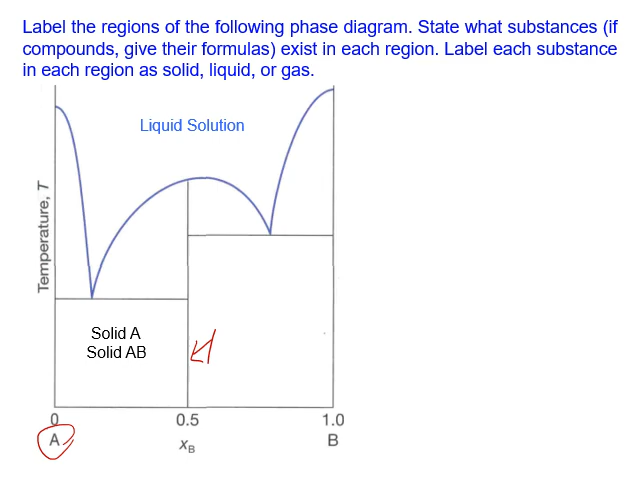 Label the regions of the following phase diagram. State what substances (if
compounds, give their formulas) exist in each region. Label each substance
in each region as solid, liquid, or gas.
Liquid Solution
Temperature, T
Solid A
Solid AB
0
0.5
1.0
A
xB
B